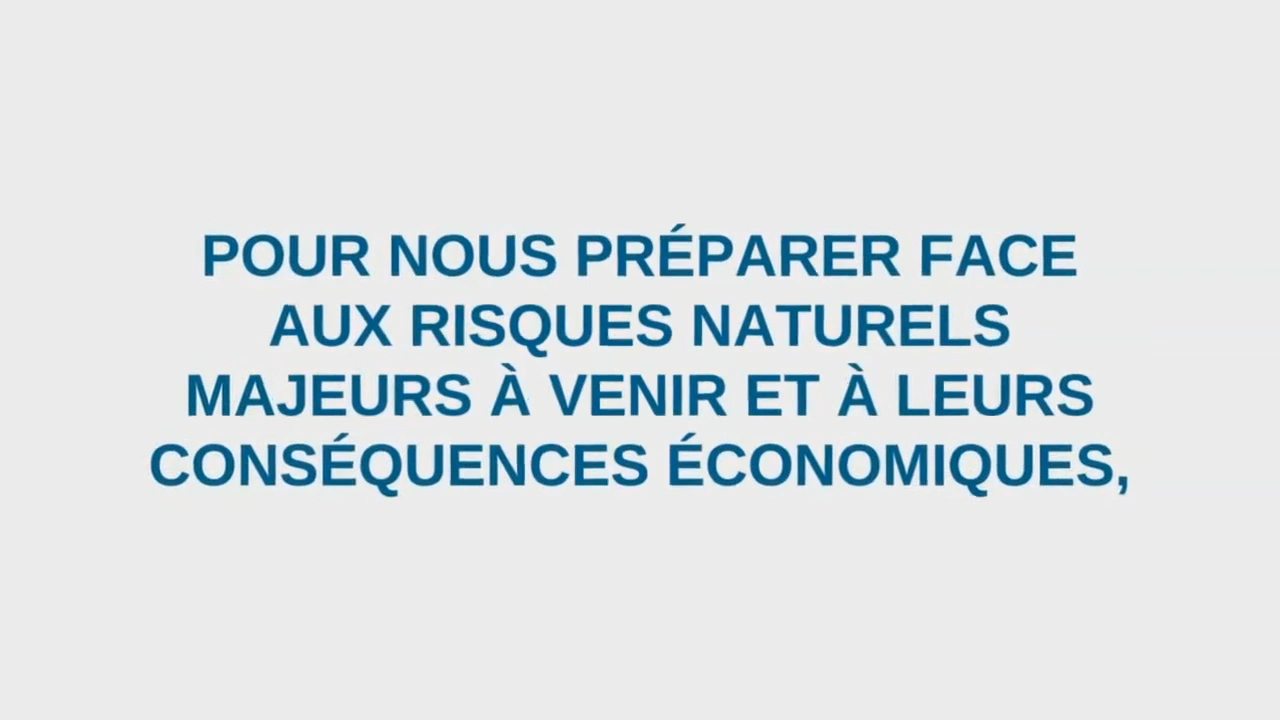 POUR NOUS PRÉPARER FACE
AUX RISQUES NATURELS
MAJEURS À VENIR ET À LEURS
CONSÉQUENCES ÉCONOMIQUES,